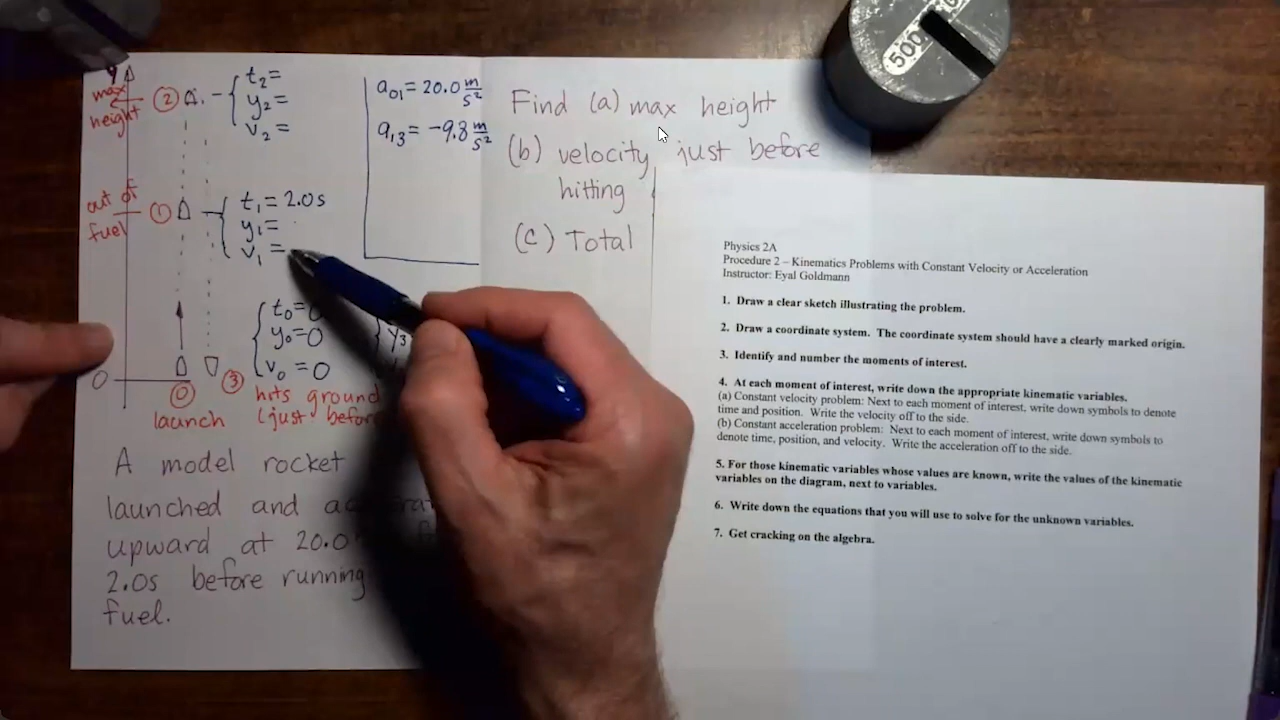 y
max
height
②
t₂=
y₂=
v₂=
a₀₁= 20.0 m/s²
a₁₃= -9.8 m/s²
out of
fuel
①
t₁= 2.0s
y₁=
v₁=
t₀=0
y₀=0
v₀=0
y₃
0
⓪
launch
③ hits ground
(just before
A model rocket
launched and
upward at 20.0
2.0s before running
fuel.
Find (a) max height
(b) velocity just before
hitting
(c) Total
500
Physics 2A
Procedure 2 – Kinematics Problems with Constant Velocity or Acceleration
Instructor: Eyal Goldmann
1. Draw a clear sketch illustrating the problem.
2. Draw a coordinate system. The coordinate system should have a clearly marked origin.
3. Identify and number the moments of interest.
4. At each moment of interest, write down the appropriate kinematic variables.
(a) Constant velocity problem: Next to each moment of interest, write down symbols to denote
time and position. Write the velocity off to the side.
(b) Constant acceleration problem: Next to each moment of interest, write down symbols to
denote time, position, and velocity. Write the acceleration off to the side.
5. For those kinematic variables whose values are known, write the values of the kinematic
variables on the diagram, next to variables.
6. Write down the equations that you will use to solve for the unknown variables.
7. Get cracking on the algebra.